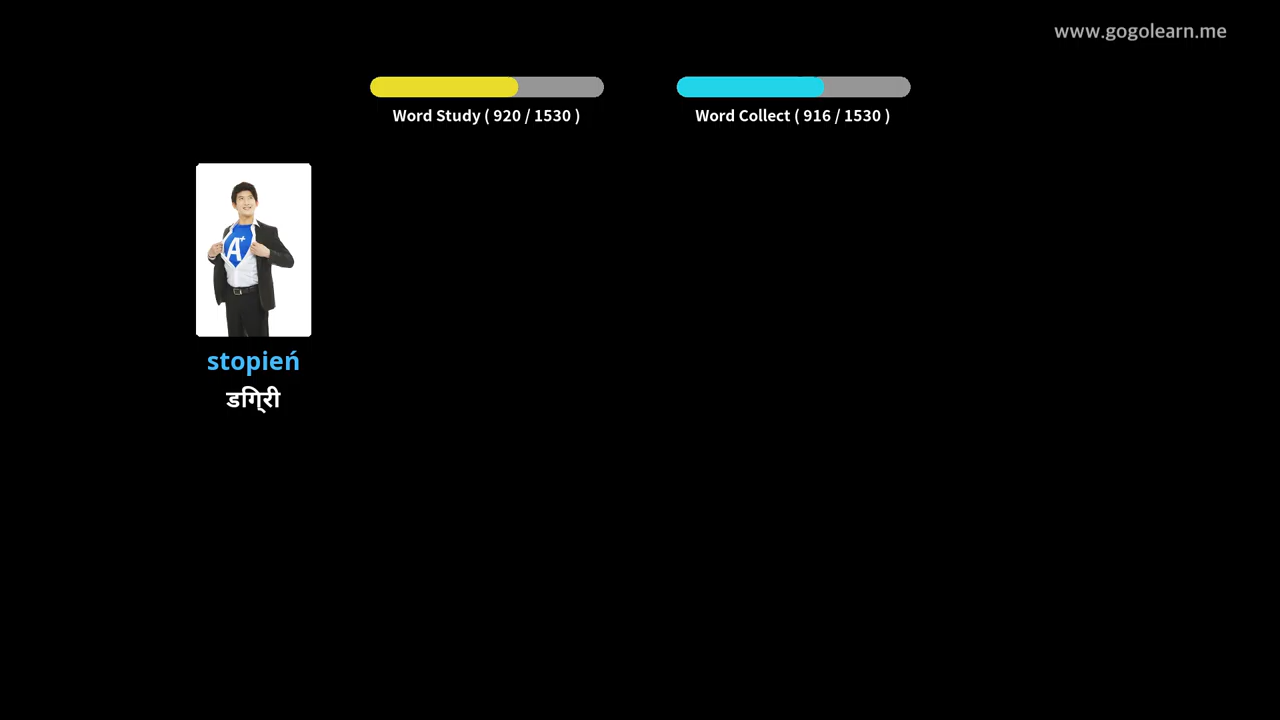 www.gogolearn.me
Word Study ( 920 / 1530 )
Word Collect ( 916 / 1530 )
A+
stopień
डिग्री